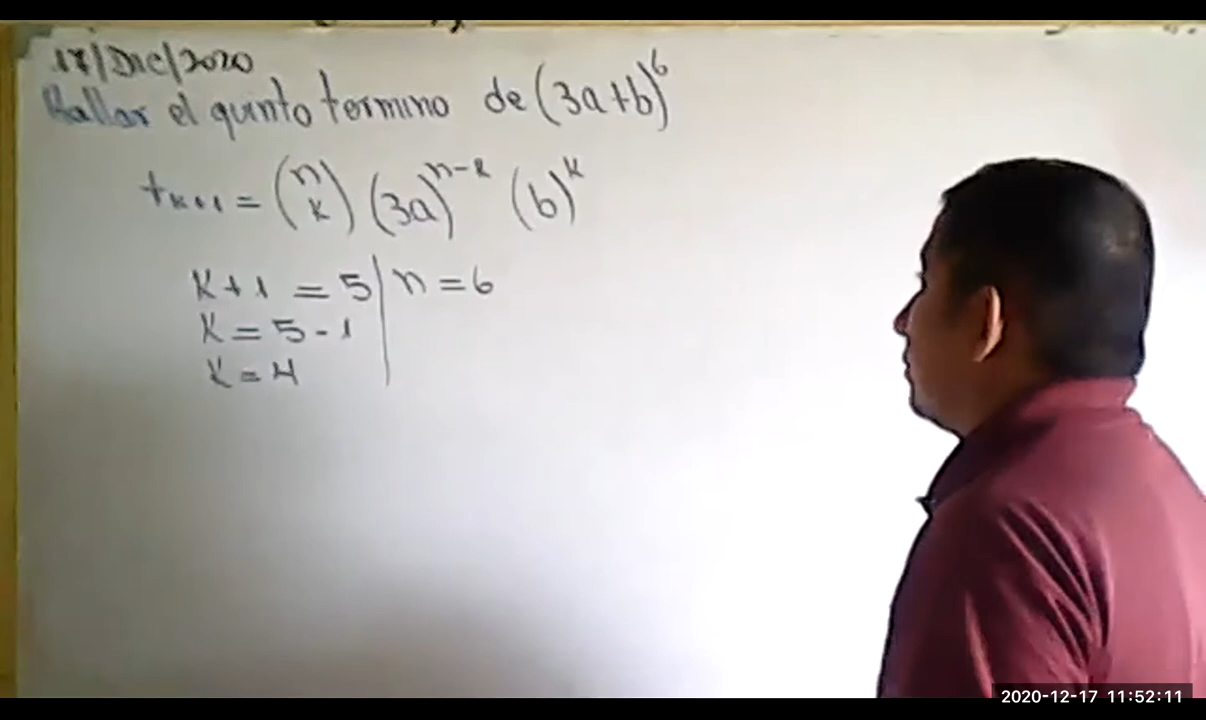 17/Dic/2020
Hallar el quinto termino de (3a+b)^6
t_{k+1} = (n k) (3a)^{n-k} (b)^k
k+1 = 5 | n = 6
k = 5 - 1
k = 4
2020-12-17 11:52:11